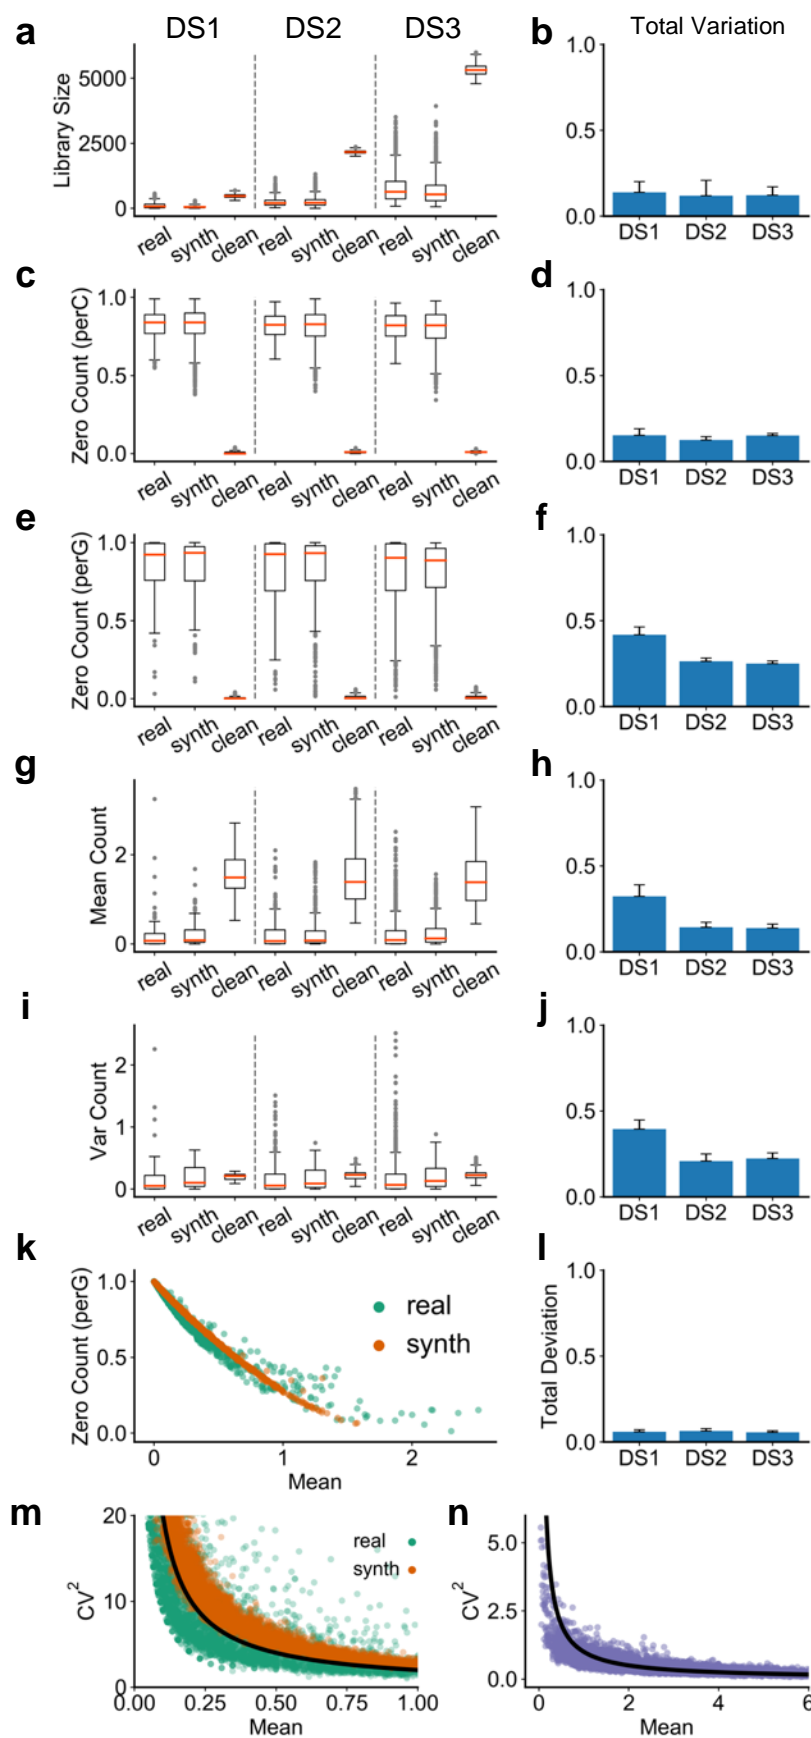 a DS1 DS2 DS3 b Total Variation
Library Size
5000
2500
0
real synth clean real synth clean real synth clean
1.0
0.5
0.0
DS1 DS2 DS3
c
Zero Count (perC)
1.0
0.5
0.0
real synth clean real synth clean real synth clean
d
1.0
0.5
0.0
DS1 DS2 DS3
e
Zero Count (perG)
1.0
0.5
0.0
real synth clean real synth clean real synth clean
f
1.0
0.5
0.0
DS1 DS2 DS3
g
Mean Count
2
0
real synth clean real synth clean real synth clean
h
1.0
0.5
0.0
DS1 DS2 DS3
i
Var Count
2
1
0
real synth clean real synth clean real synth clean
j
1.0
0.5
0.0
DS1 DS2 DS3
k
Zero Count (perG)
1.0
0.5
0.0
real
synth
0 1 2
Mean
l
Total Deviation
1.0
0.5
0.0
DS1 DS2 DS3
m
CV²
20
10
0
real
synth
0.00 0.25 0.50 0.75 1.00
Mean
n
CV²
5.0
2.5
0.0
0 2 4 6
Mean